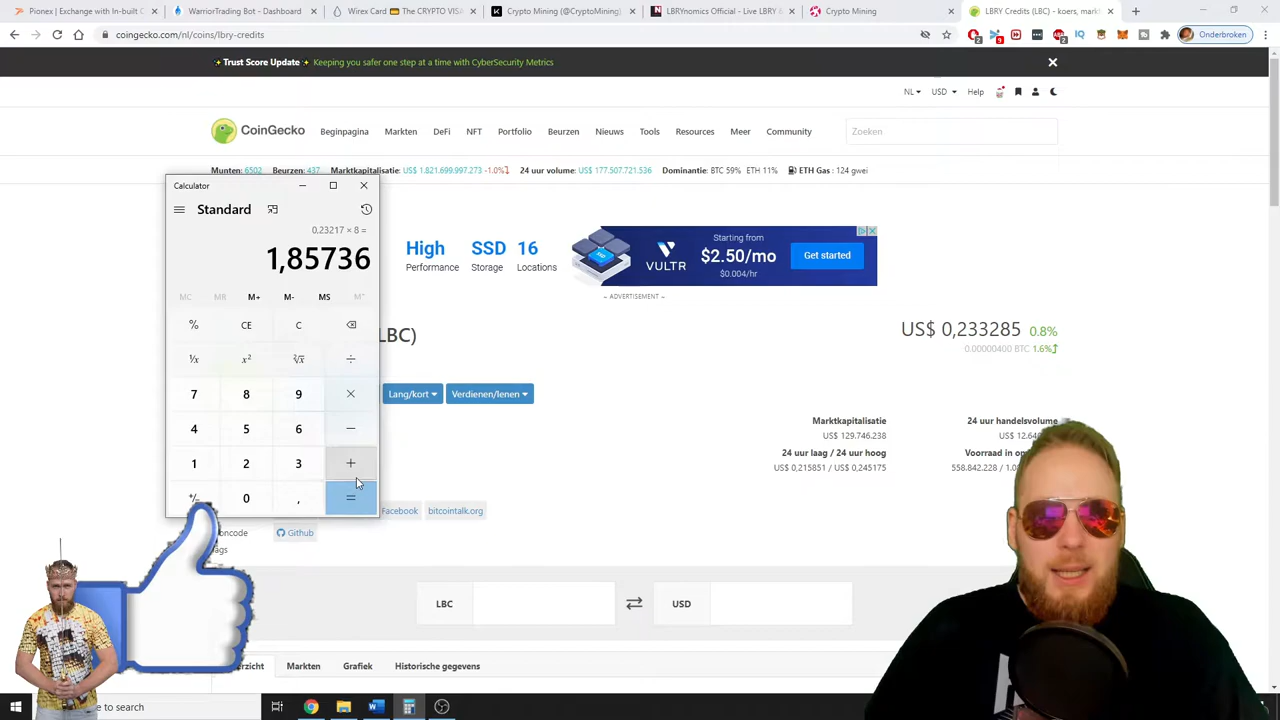 Pionex | Exchange with In-built C
WarriorTrading Bot - Dashboard
Wirex Card 💳 The CRYPTO VISA
Crypto Mining (@CryptoMining)
LBRYnomics Official - Live LBRY &
Crypto Mining
LBRY Credits (LBC) - koers, markt
coingecko.com/nl/coins/lbry-credits
Onderbroken
Trust Score Update
Keeping you safer one step at a time with CyberSecurity Metrics
NL USD Help
CoinGecko Beginpagina Markten DeFi NFT Portfolio Beurzen Nieuws Tools Resources Meer Community Zoeken
Munten: 6502 Beurzen: 437 Marktkapitalisatie: US$ 1.821.699.997.273 -1.0% 24 uur volume: US$ 177.507.721.536 Dominantie: BTC 59% ETH 11% ETH Gas : 124 gwei
Calculator
Standard
0,23217 × 8 =
1,85736
MC MR M+ M- MS
% CE C
¹/x x²
7 8 9 ×
4 5 6 −
1 2 3 +
+/− 0 , =
High Performance
SSD Storage
16 Locations
VULTR
Starting from
$2.50/mo
$0.004/hr
Get started
– ADVERTISEMENT –
LBC)
US$ 0,233285 0.8%
0.00000400 BTC 1.6%
Lang/kort Verdienen/lenen
Marktkapitalisatie
US$ 129.746.238
24 uur handelsvolume
24 uur laag / 24 uur hoog
US$ 0,215851 / US$ 0,245175
558.842.228
Facebook bitcointalk.org
Github
LBC USD
Markten Grafiek Historische gegevens
to search